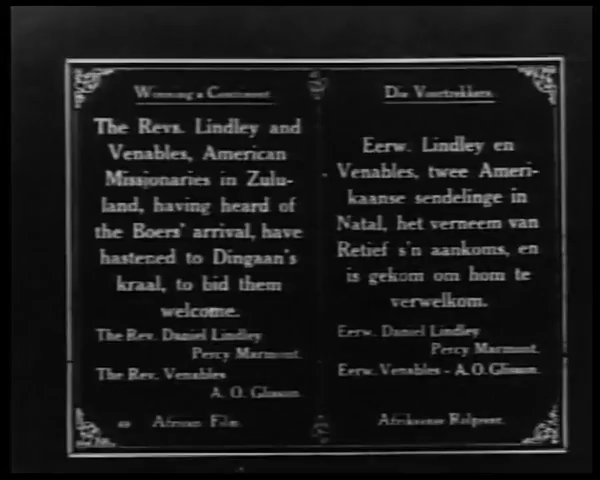 Winning a Continent.
The Revs. Lindley and
Venables, American
Missionaries in Zulu-
land, having heard of
the Boers' arrival, have
hastened to Dingaan's
kraal, to bid them
welcome.
The Rev. Daniel Lindley
Percy Marmont.
The Rev. Venables
A. O. Glisson.
African Film.
Die Voortrekkers.
Eerw. Lindley en
Venables, twee Ameri-
kaanse sendelinge in
Natal, het verneem van
Retief s'n aankoms, en
is gekom om hom te
verwelkom.
Eerw. Daniel Lindley
Percy Marmont.
Eerw. Venables - A.O.Glisson.
Afrikaanse Rolprent.